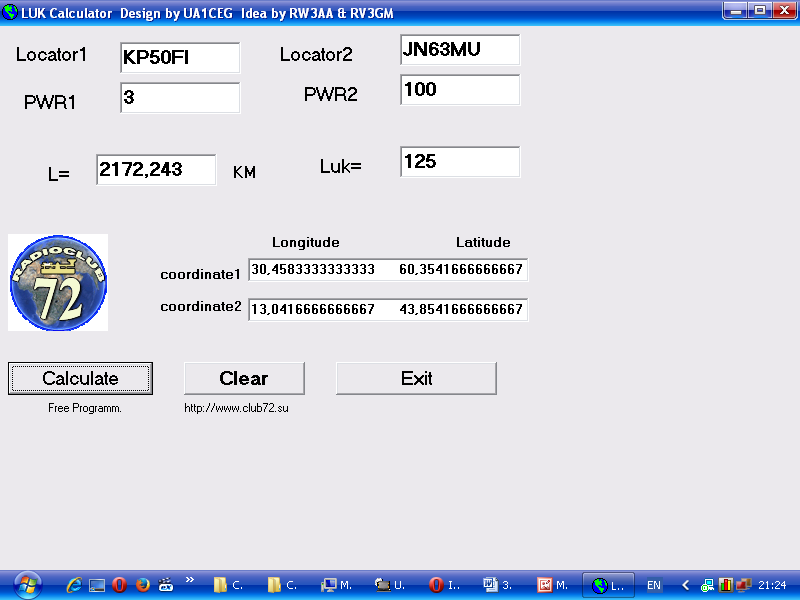 LUK Calculator Design by UA1CEG Idea by RW3AA & RV3GM
Locator1 KP50FI Locator2 JN63MU
PWR1 3 PWR2 100
L= 2172,243 KM Luk= 125
Longitude Latitude
coordinate1 30,4583333333333 60,3541666666667
coordinate2 13,0416666666667 43,8541666666667
RADIOCLUB
72
Calculate Clear Exit
Free Programm. http://www.club72.su
» C. C. M. U. I.. 3. M. L.. EN 21:24